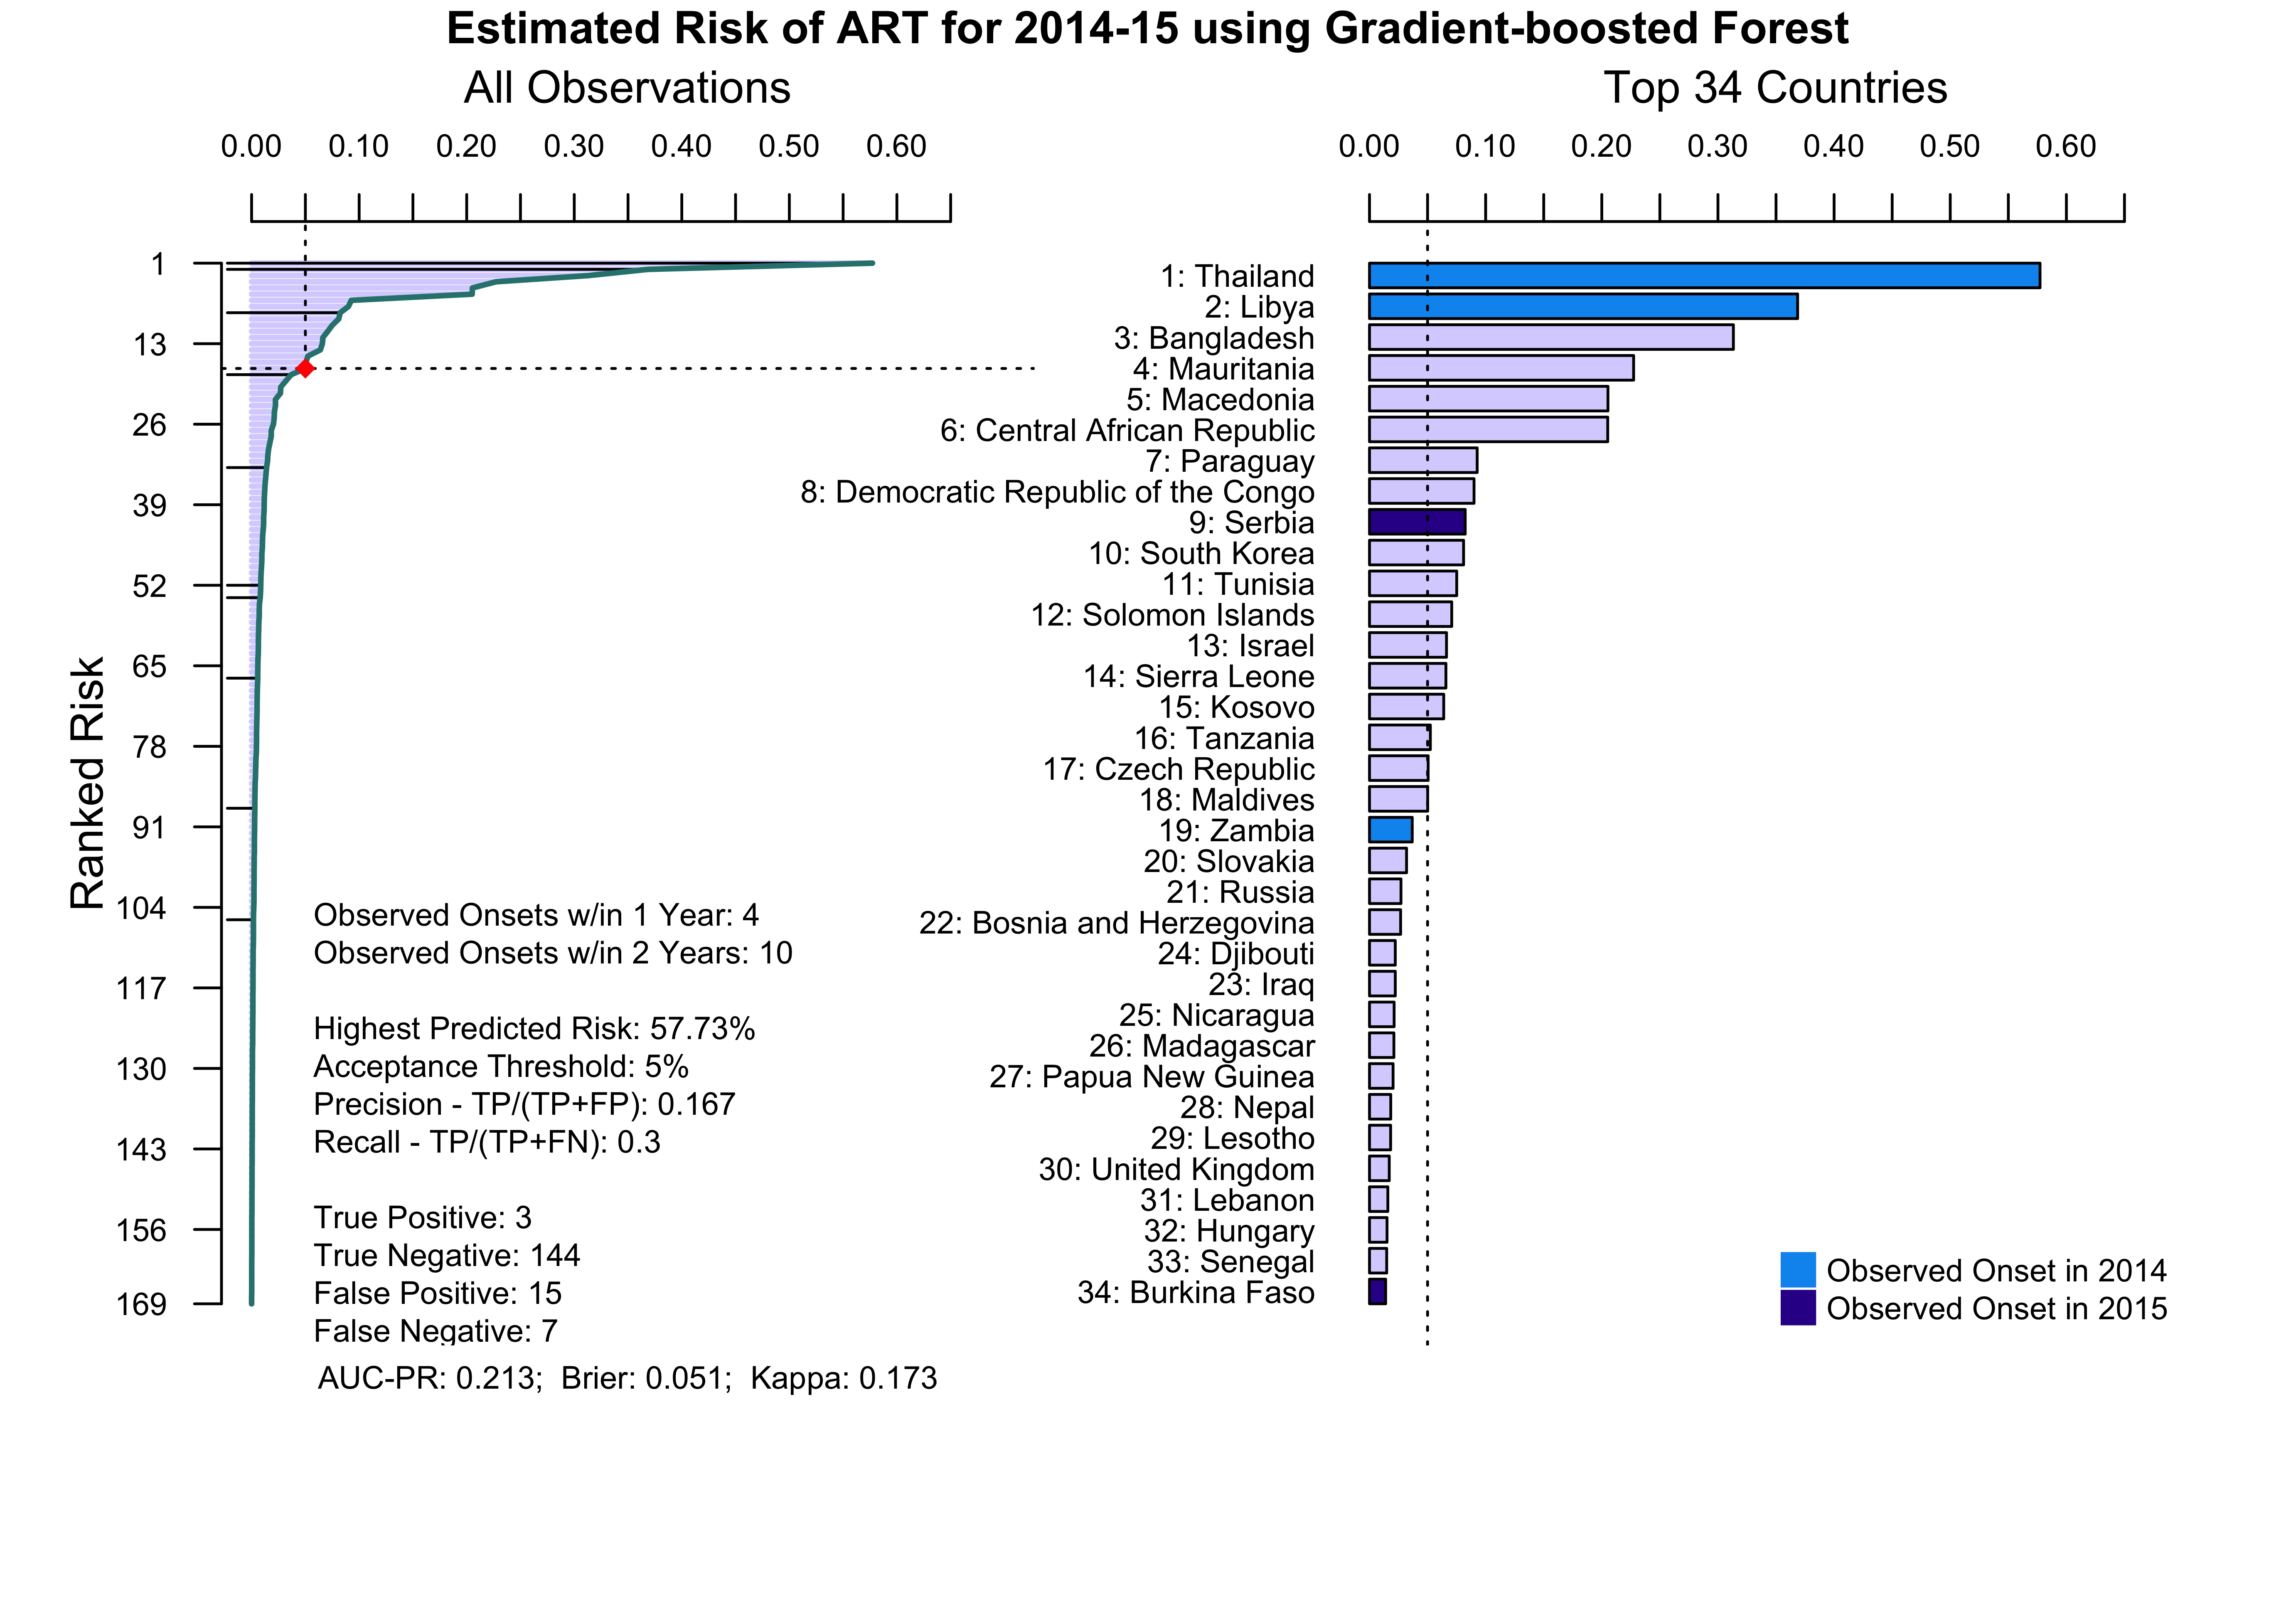 Estimated Risk of ART for 2014-15 using Gradient-boosted Forest
All Observations
0.00 0.10 0.20 0.30 0.40 0.50 0.60
Ranked Risk
1
13
26
39
52
65
78
91
104
117
130
143
156
169
Observed Onsets w/in 1 Year: 4
Observed Onsets w/in 2 Years: 10
Highest Predicted Risk: 57.73%
Acceptance Threshold: 5%
Precision - TP/(TP+FP): 0.167
Recall - TP/(TP+FN): 0.3
True Positive: 3
True Negative: 144
False Positive: 15
False Negative: 7
AUC-PR: 0.213; Brier: 0.051; Kappa: 0.173
Top 34 Countries
0.00 0.10 0.20 0.30 0.40 0.50 0.60
1: Thailand
2: Libya
3: Bangladesh
4: Mauritania
5: Macedonia
6: Central African Republic
7: Paraguay
8: Democratic Republic of the Congo
9: Serbia
10: South Korea
11: Tunisia
12: Solomon Islands
13: Israel
14: Sierra Leone
15: Kosovo
16: Tanzania
17: Czech Republic
18: Maldives
19: Zambia
20: Slovakia
21: Russia
22: Bosnia and Herzegovina
24: Djibouti
23: Iraq
25: Nicaragua
26: Madagascar
27: Papua New Guinea
28: Nepal
29: Lesotho
30: United Kingdom
31: Lebanon
32: Hungary
33: Senegal
34: Burkina Faso
Observed Onset in 2014
Observed Onset in 2015